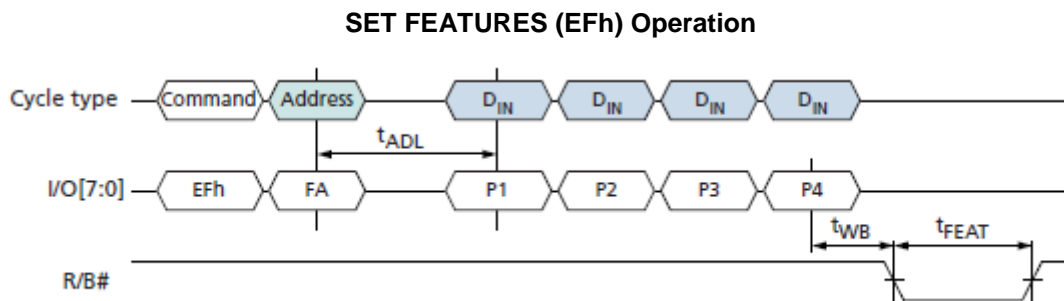 SET FEATURES (EFh) Operation
Cycle type Command Address DIN DIN DIN DIN
tADL
I/O[7:0] EFh FA P1 P2 P3 P4
tWB tFEAT
R/B#